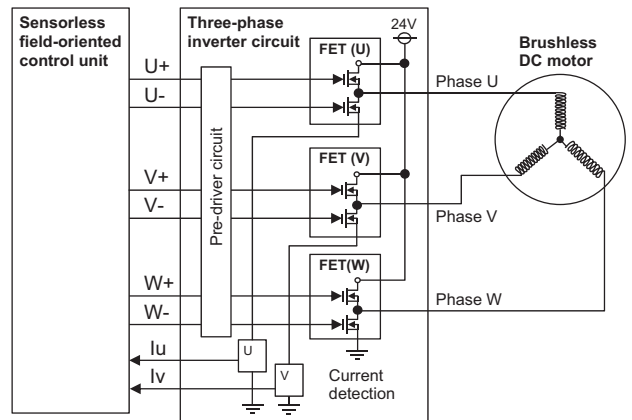 Sensorless
field-oriented
control unit
Three-phase
inverter circuit
24V
Brushless
DC motor
FET (U)
U+
U-
Phase U
Pre-driver circuit
FET (V)
V+
V-
Phase V
FET(W)
W+
W-
Phase W
Iu
U
Iv
V
Current
detection